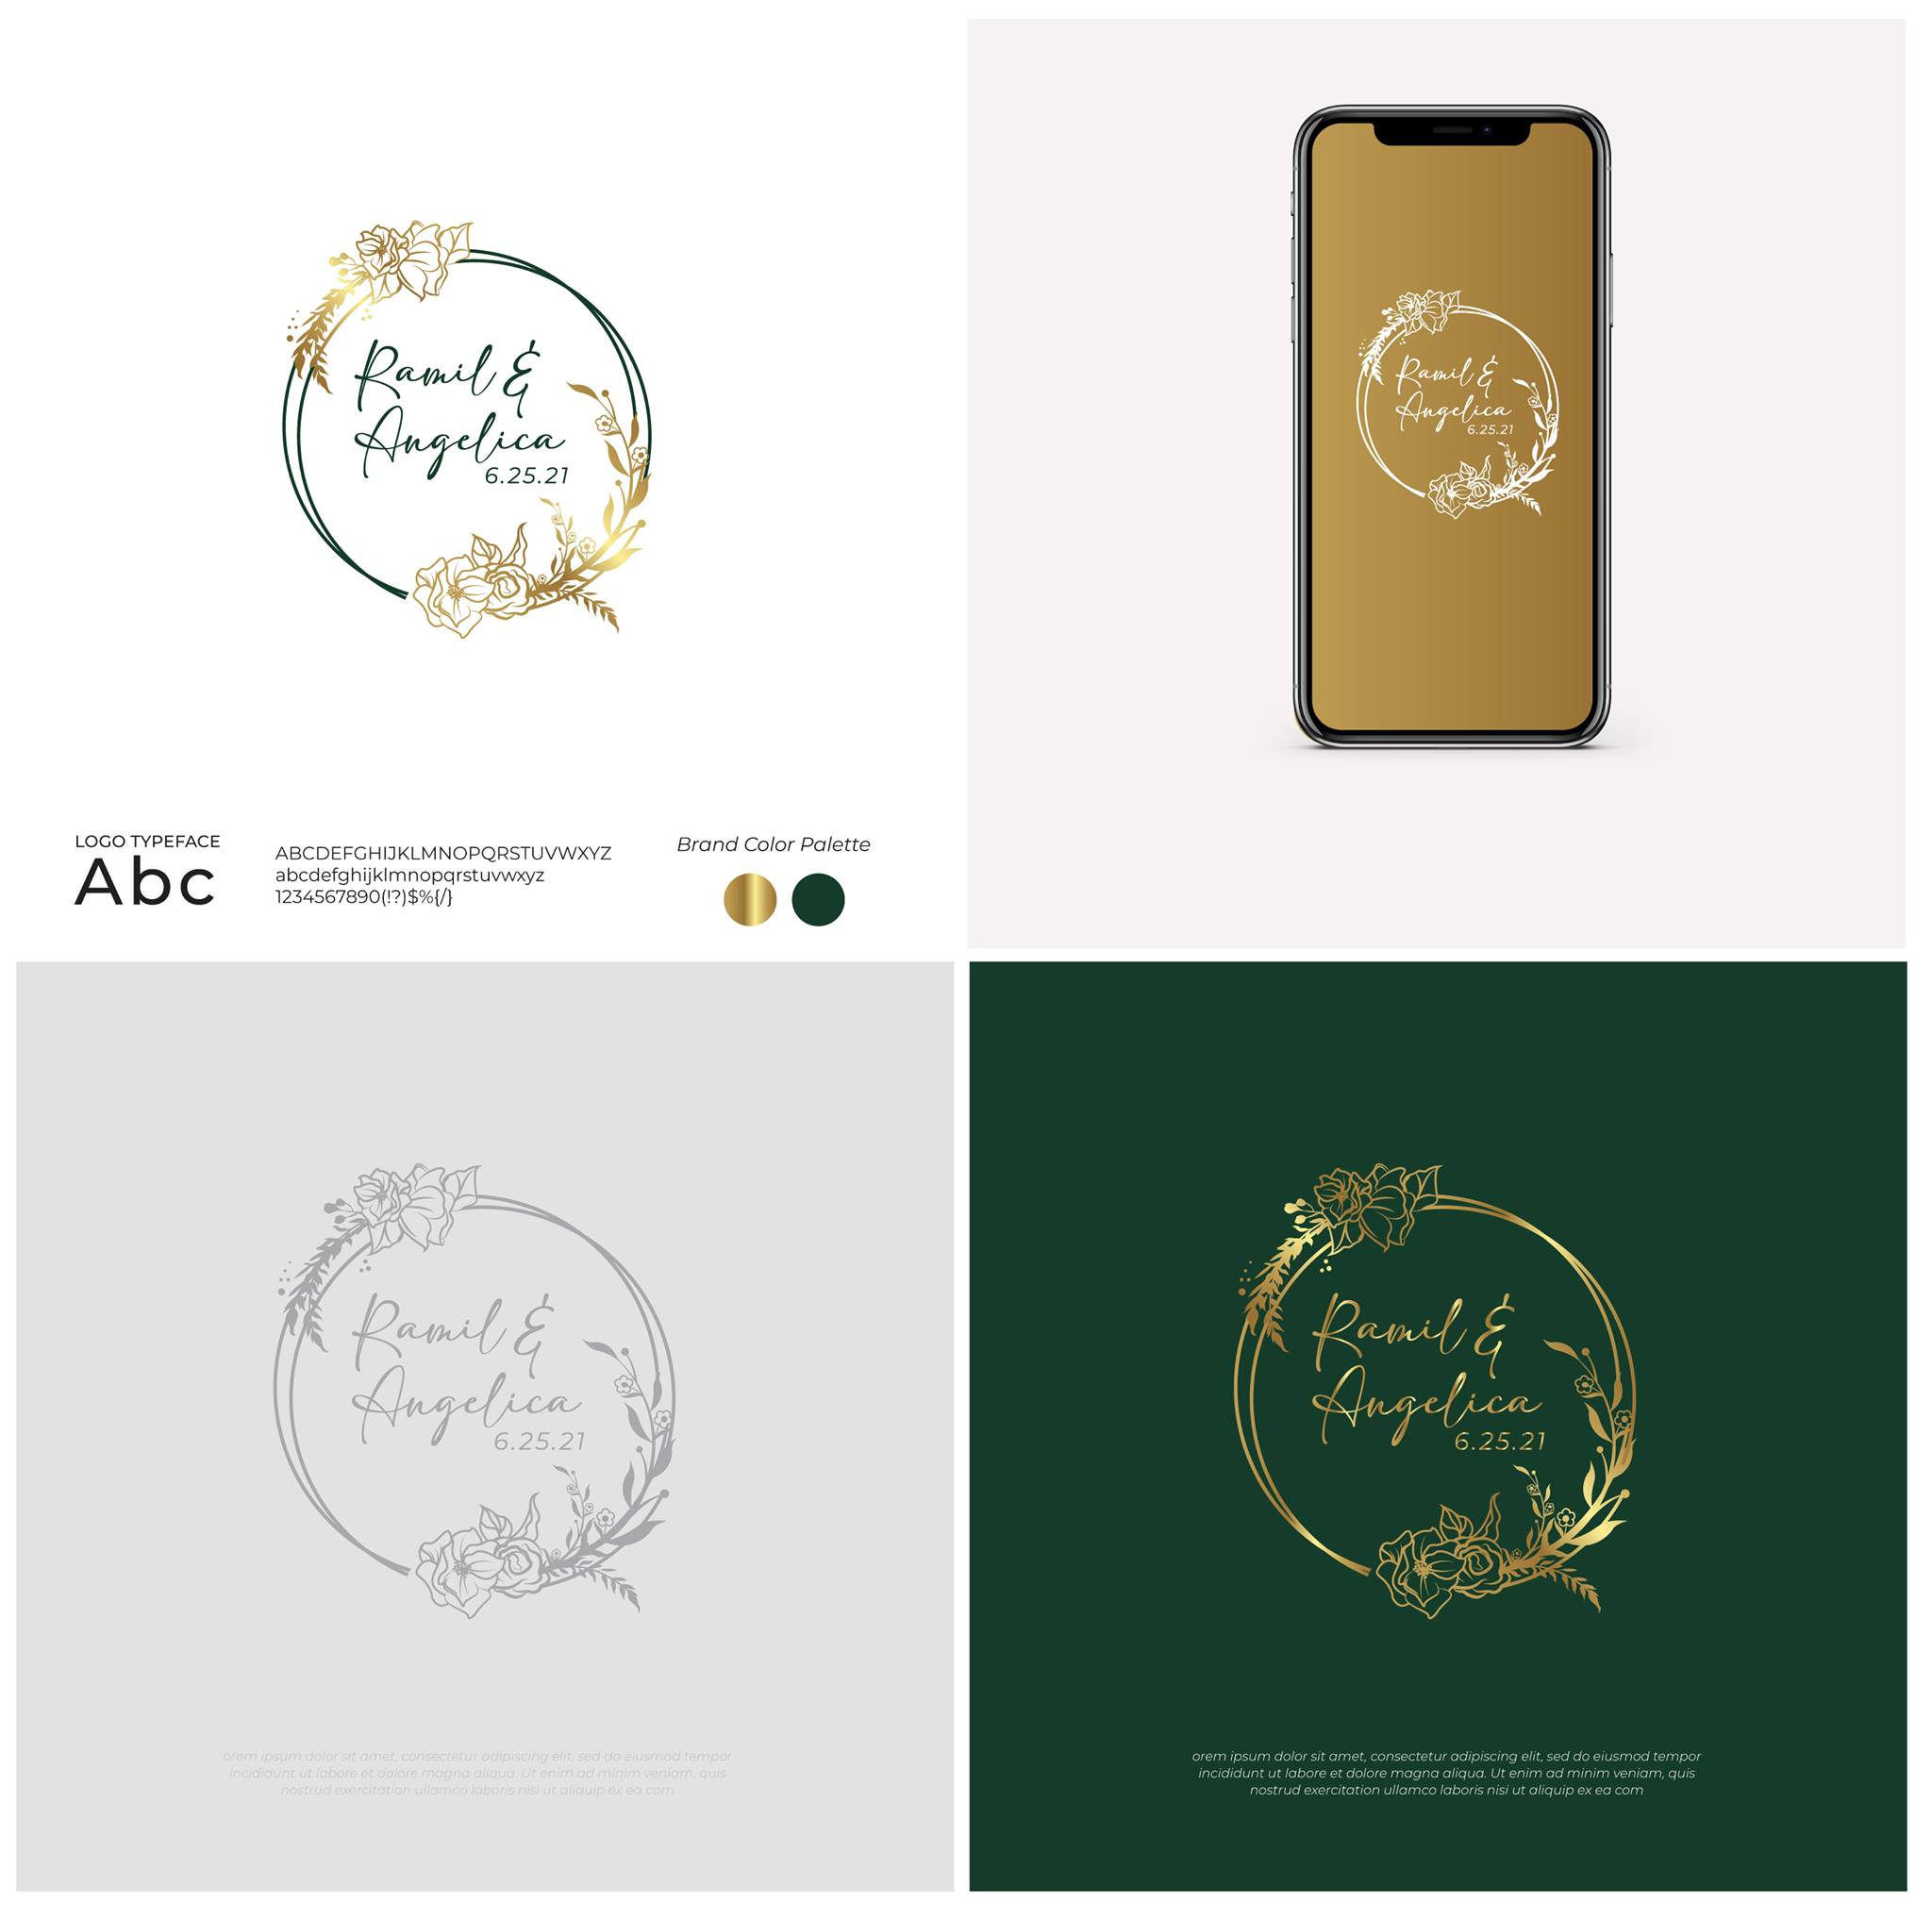 Ramil &
Angelica
6.25.21
LOGO TYPEFACE
Abc
ABCDEFGHIJKLMNOPQRSTUVWXYZ
abcdefghijklmnopqrstuvwxyz
1234567890(!?)$%{/}
Brand Color Palette
Ramil &
Angelica
6.25.21
Ramil &
Angelica
6.25.21
orem ipsum dolor sit amet, consectetur adipiscing elit, sed do eiusmod tempor
incididunt ut labore et dolore magna aliqua. Ut enim ad minim veniam, quis
nostrud exercitation ullamco laboris nisi ut aliquip ex ea com
Ramil &
Angelica
6.25.21
orem ipsum dolor sit amet, consectetur adipiscing elit, sed do eiusmod tempor
incididunt ut labore et dolore magna aliqua. Ut enim ad minim veniam, quis
nostrud exercitation ullamco laboris nisi ut aliquip ex ea com